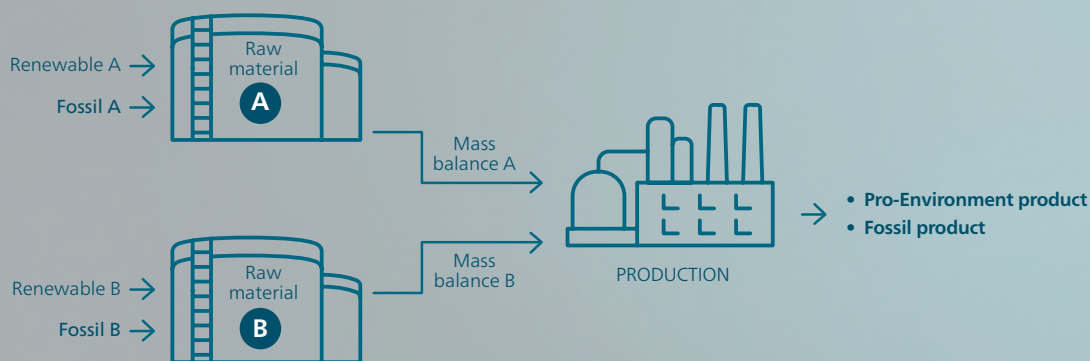 Renewable A
Fossil A
Raw
material
A
Mass
balance A
Renewable B
Fossil B
Raw
material
B
Mass
balance B
PRODUCTION
• Pro-Environment product
• Fossil product